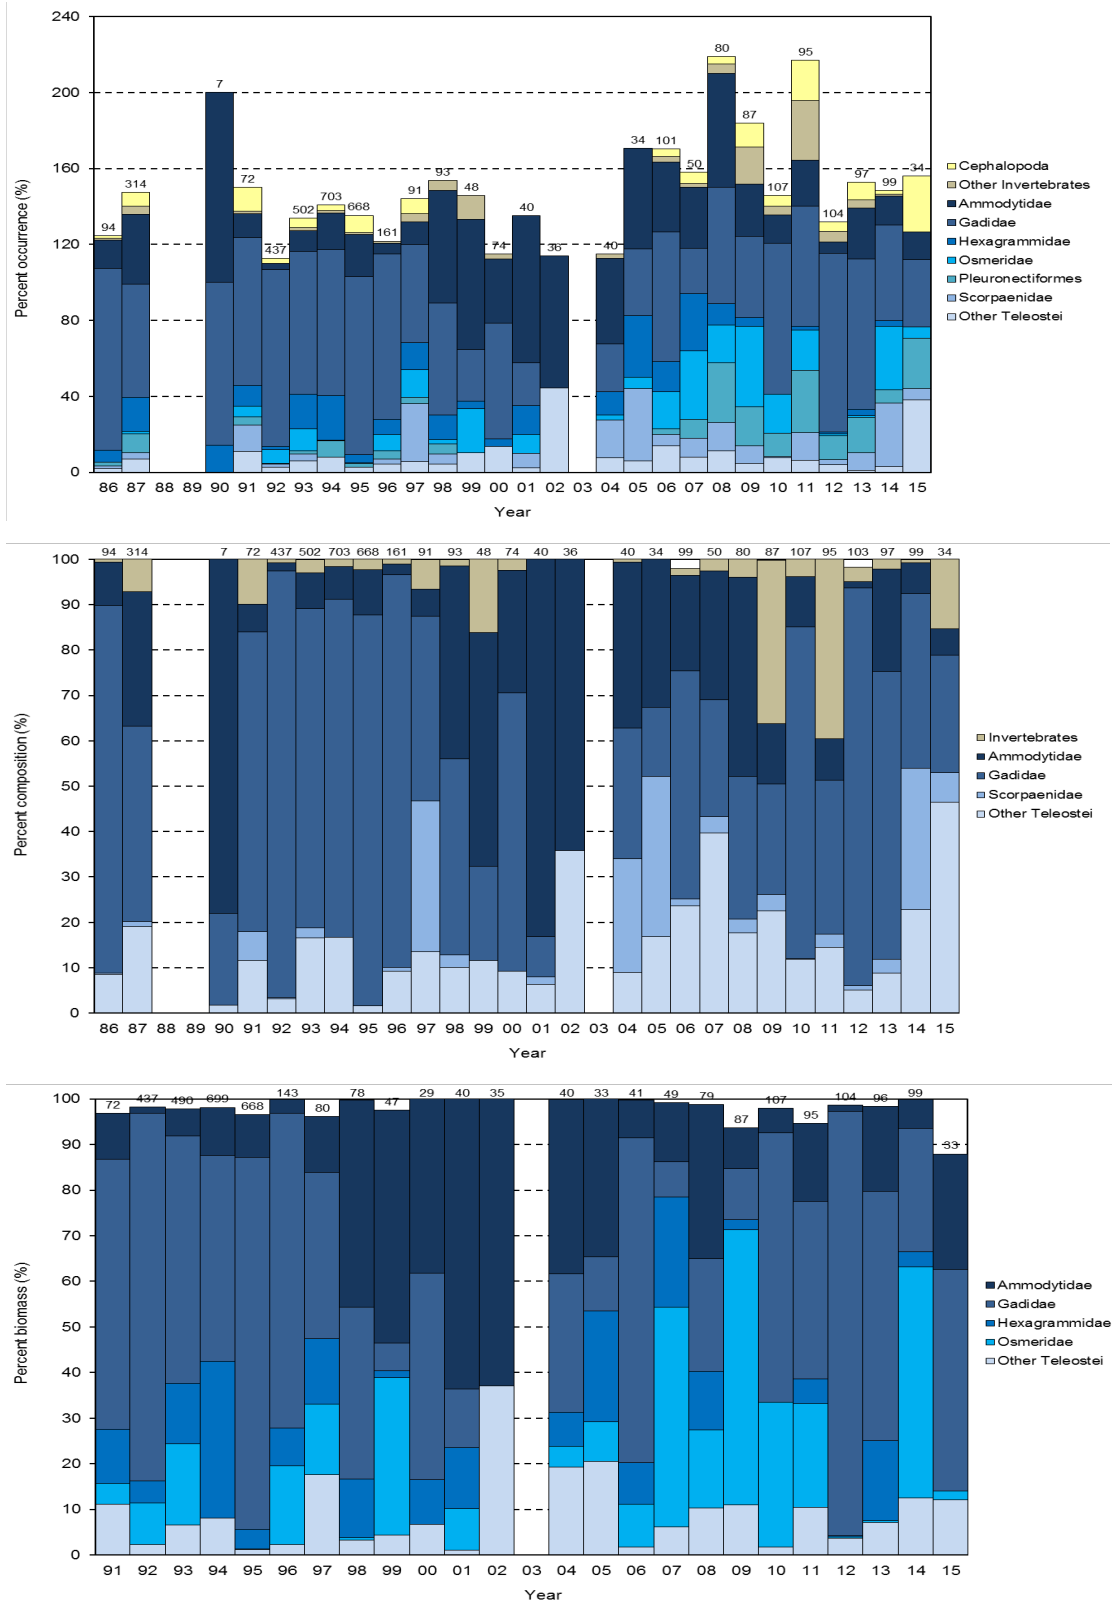 240
200
160
120
80
40
0
Percent occurrence (%)
94 314 7 72 437 502 703 668 161 91 93 48 74 40 36 40 34 101 50 80 87 107 95 104 97 99 34
Cephalopoda
Other Invertebrates
Ammodytidae
Gadidae
Hexagrammidae
Osmeridae
Pleuronectiformes
Scorpaenidae
Other Teleostei
86 87 88 89 90 91 92 93 94 95 96 97 98 99 00 01 02 03 04 05 06 07 08 09 10 11 12 13 14 15
Year
94 314 7 72 437 502 703 668 161 91 93 48 74 40 36 40 34 99 50 80 87 107 95 103 97 99 34
100
90
80
70
60
50
40
30
20
10
0
Percent composition (%)
Invertebrates
Ammodytidae
Gadidae
Scorpaenidae
Other Teleostei
86 87 88 89 90 91 92 93 94 95 96 97 98 99 00 01 02 03 04 05 06 07 08 09 10 11 12 13 14 15
Year
72 437 490 699 668 143 80 78 47 29 40 35 40 33 41 49 79 87 107 95 104 96 99 33
100
90
80
70
60
50
40
30
20
10
0
Percent biomass (%)
Ammodytidae
Gadidae
Hexagrammidae
Osmeridae
Other Teleostei
91 92 93 94 95 96 97 98 99 00 01 02 03 04 05 06 07 08 09 10 11 12 13 14 15
Year